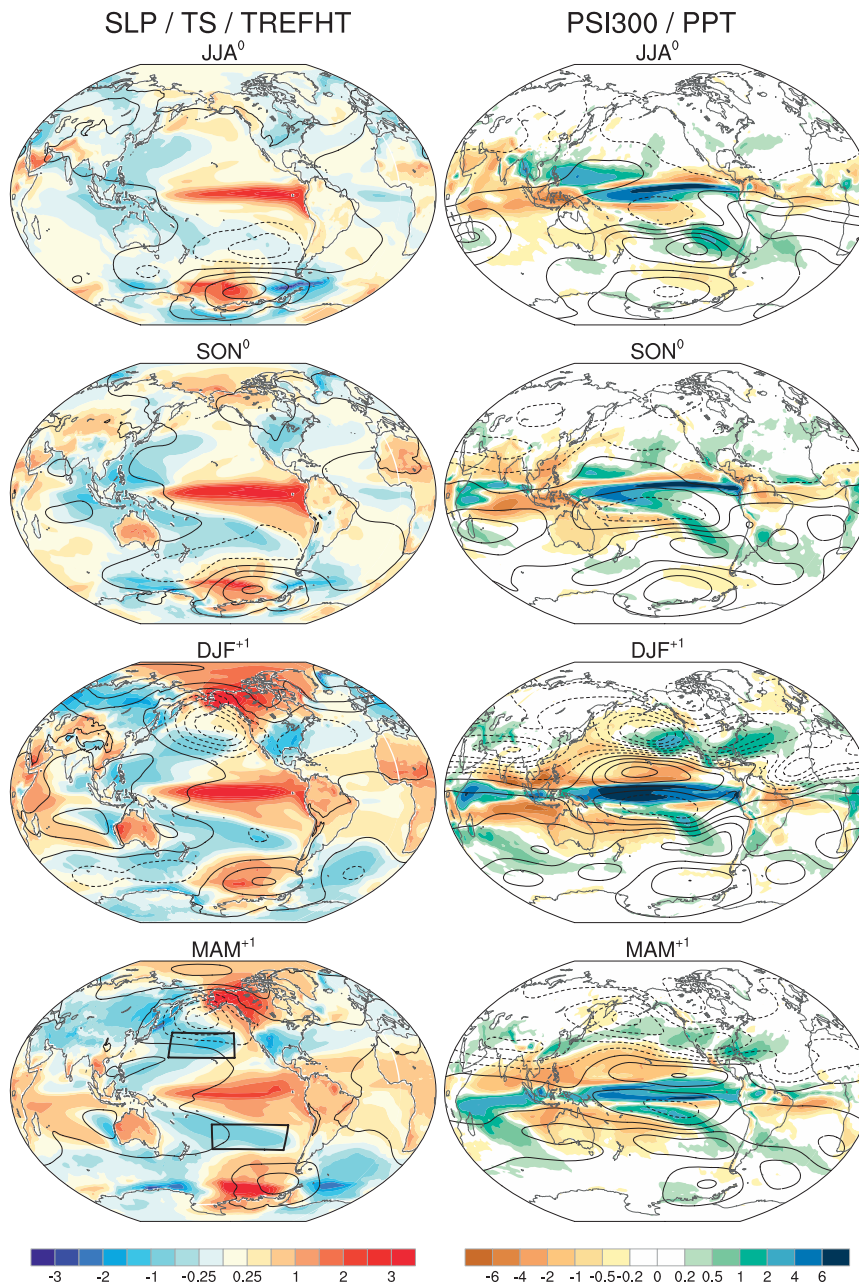 SLP / TS / TREFHT
PSI300 / PPT
JJA⁰
JJA⁰
SON⁰
SON⁰
DJF⁺¹
DJF⁺¹
MAM⁺¹
MAM⁺¹
-3 -2 -1 -0.25 0.25 1 2 3
-6 -4 -2 -1 -0.5 -0.2 0 0.2 0.5 1 2 4 6